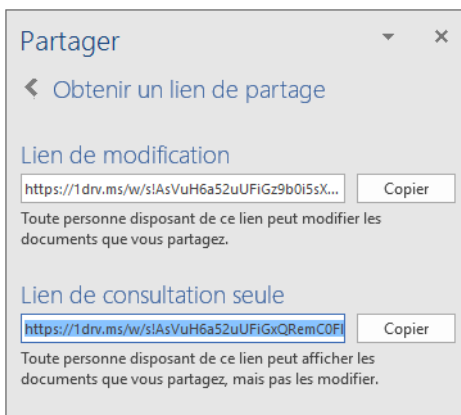 Partager
Obtenir un lien de partage
Lien de modification
https://1drv.ms/w/s!AsVuH6a52uUFiGz9b0i5sX... Copier
Toute personne disposant de ce lien peut modifier les
documents que vous partagez.
Lien de consultation seule
https://1drv.ms/w/s!AsVuH6a52uUFiGxQRemC0Fl Copier
Toute personne disposant de ce lien peut afficher les
documents que vous partagez, mais pas les modifier.